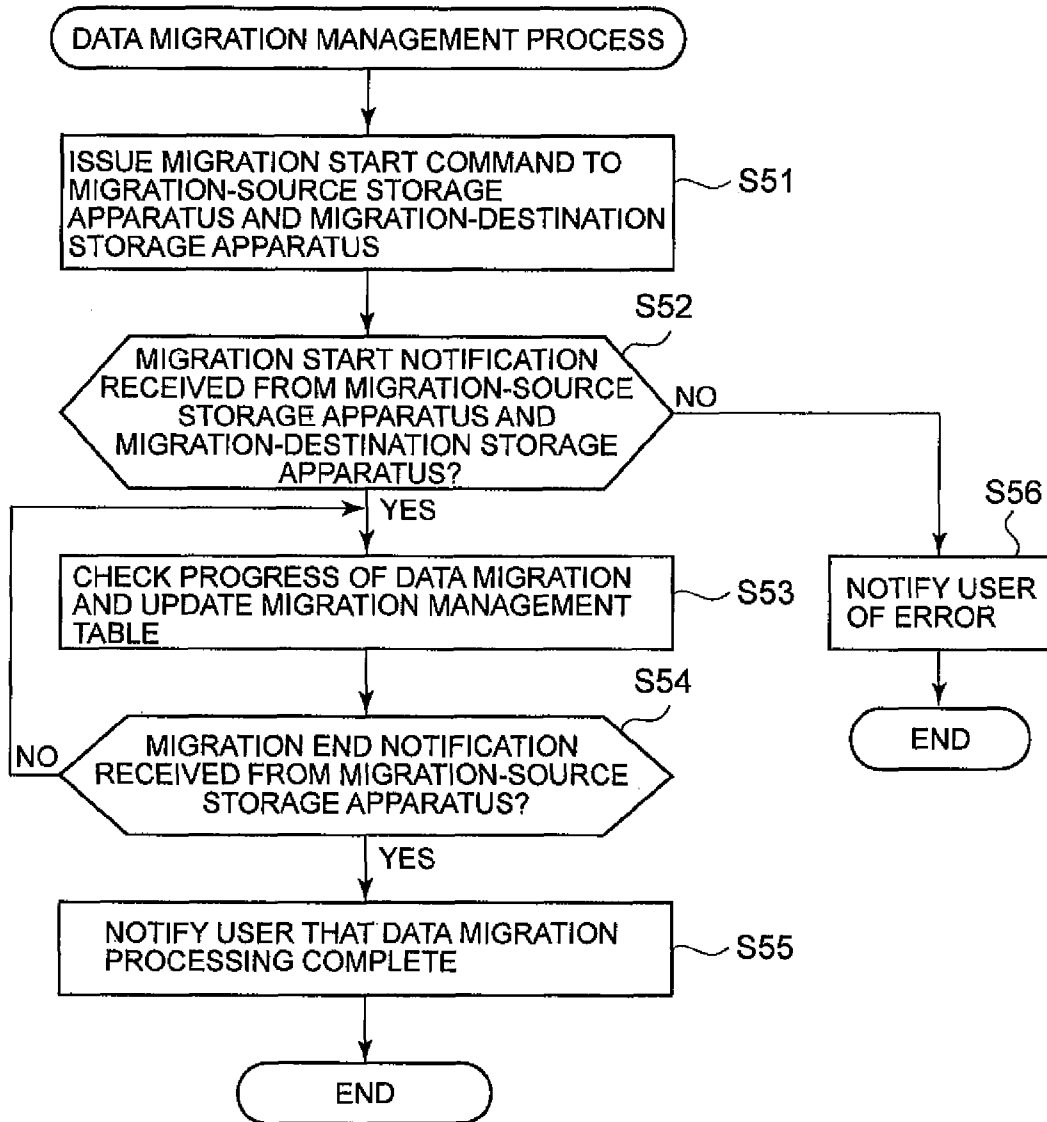 DATA MIGRATION MANAGEMENT PROCESS
ISSUE MIGRATION START COMMAND TO
MIGRATION-SOURCE STORAGE
APPARATUS AND MIGRATION-DESTINATION
STORAGE APPARATUS
S51
S52
MIGRATION START NOTIFICATION
RECEIVED FROM MIGRATION-SOURCE
STORAGE APPARATUS AND
MIGRATION-DESTINATION STORAGE
APPARATUS?
NO
YES
S56
NOTIFY USER
OF ERROR
END
CHECK PROGRESS OF DATA MIGRATION
AND UPDATE MIGRATION MANAGEMENT
TABLE
S53
S54
MIGRATION END NOTIFICATION
RECEIVED FROM MIGRATION-SOURCE
STORAGE APPARATUS?
NO
YES
NOTIFY USER THAT DATA MIGRATION
PROCESSING COMPLETE
S55
END